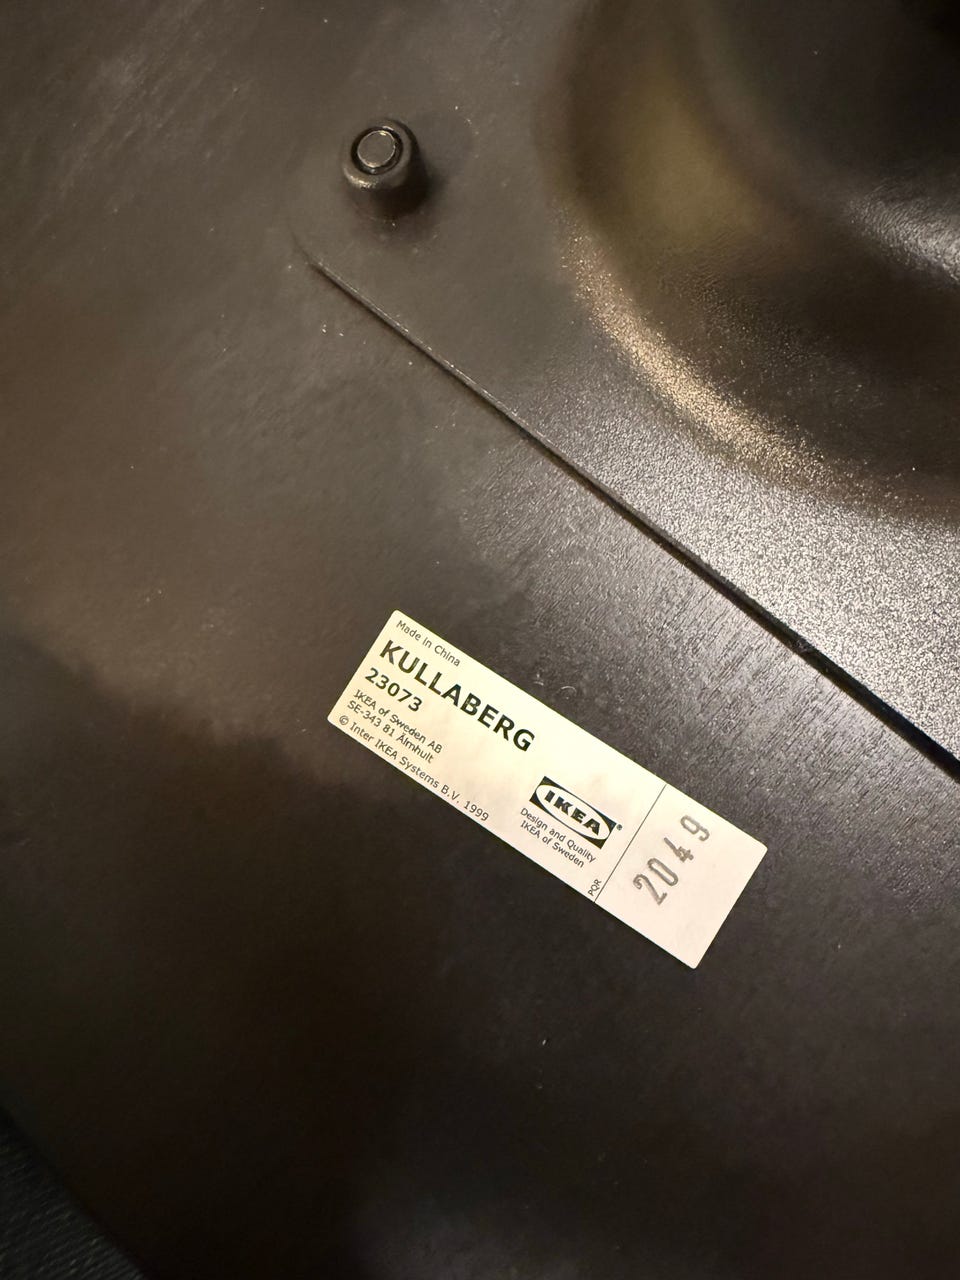 Made in China
KULLABERG
23073
IKEA of Sweden AB
SE-343 81 Älmhult
© Inter IKEA Systems B.V. 1999
IKEA®
Design and Quality
IKEA of Sweden
PQR
2049